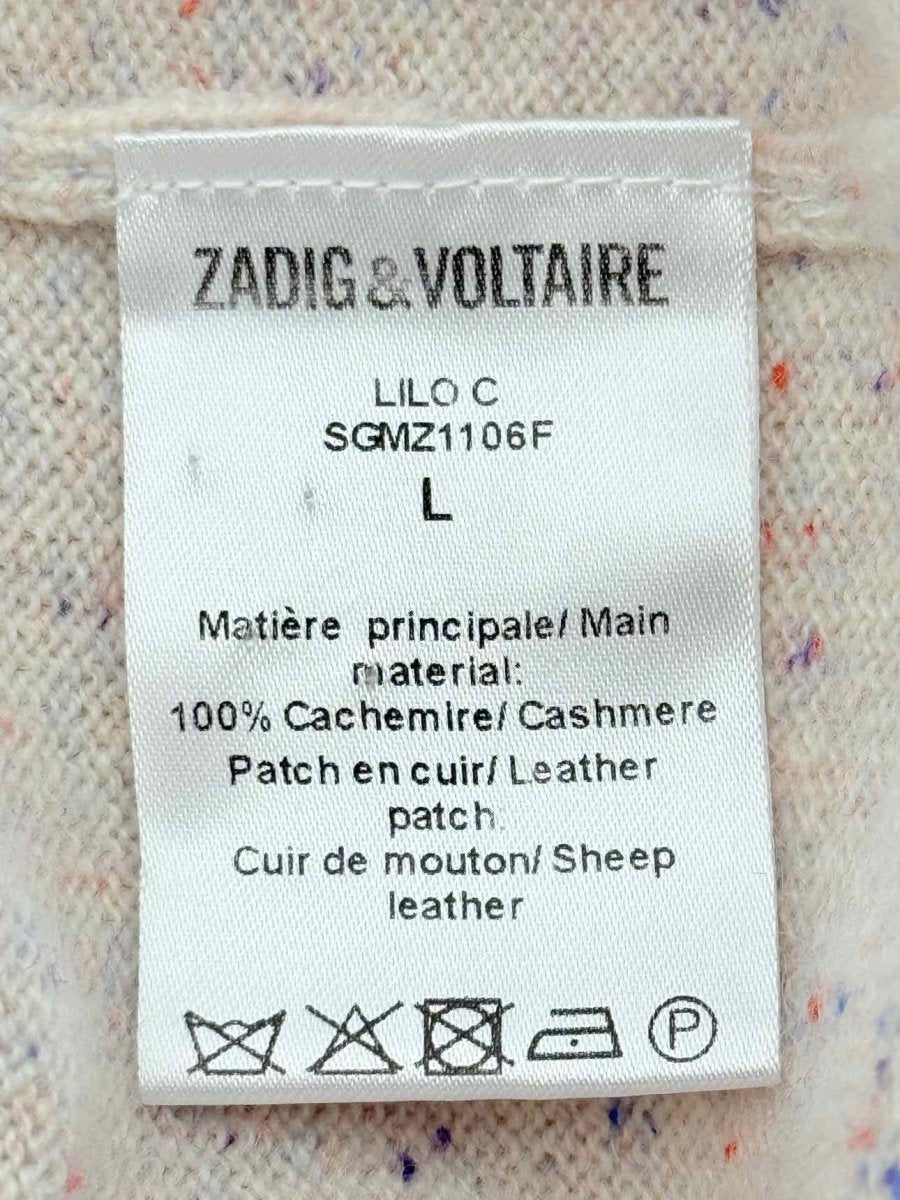 ZADIG&VOLTAIRE
LILO C
SGMZ1106F
L
Matière principale/ Main
material:
100% Cachemire/ Cashmere
Patch en cuir/ Leather
patch.
Cuir de mouton/ Sheep
leather
P